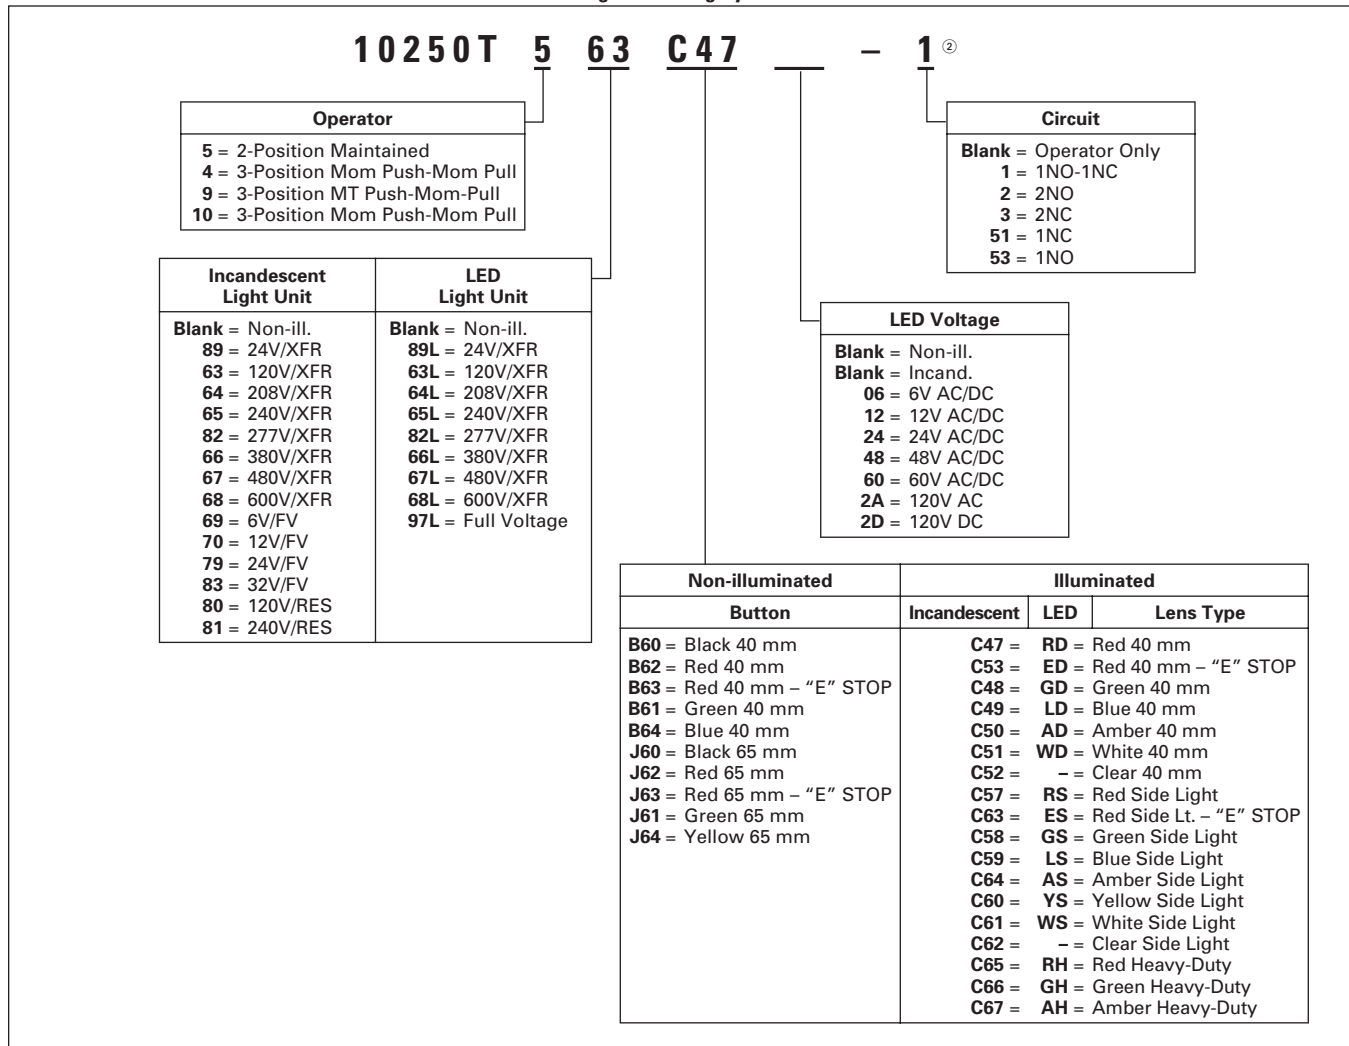 10250T 5 63 C47 __ – 1 ②
Operator
5 = 2-Position Maintained
4 = 3-Position Mom Push-Mom Pull
9 = 3-Position MT Push-Mom-Pull
10 = 3-Position Mom Push-Mom Pull
Circuit
Blank = Operator Only
1 = 1NO-1NC
2 = 2NO
3 = 2NC
51 = 1NC
53 = 1NO
Incandescent
Light Unit
Blank = Non-ill.
89 = 24V/XFR
63 = 120V/XFR
64 = 208V/XFR
65 = 240V/XFR
82 = 277V/XFR
66 = 380V/XFR
67 = 480V/XFR
68 = 600V/XFR
69 = 6V/FV
70 = 12V/FV
79 = 24V/FV
83 = 32V/FV
80 = 120V/RES
81 = 240V/RES
LED
Light Unit
Blank = Non-ill.
89L = 24V/XFR
63L = 120V/XFR
64L = 208V/XFR
65L = 240V/XFR
82L = 277V/XFR
66L = 380V/XFR
67L = 480V/XFR
68L = 600V/XFR
97L = Full Voltage
LED Voltage
Blank = Non-ill.
Blank = Incand.
06 = 6V AC/DC
12 = 12V AC/DC
24 = 24V AC/DC
48 = 48V AC/DC
60 = 60V AC/DC
2A = 120V AC
2D = 120V DC
Non-illuminated
Button
B60 = Black 40 mm
B62 = Red 40 mm
B63 = Red 40 mm – “E” STOP
B61 = Green 40 mm
B64 = Blue 40 mm
J60 = Black 65 mm
J62 = Red 65 mm
J63 = Red 65 mm – “E” STOP
J61 = Green 65 mm
J64 = Yellow 65 mm
Illuminated
Incandescent LED Lens Type
C47 = RD = Red 40 mm
C53 = ED = Red 40 mm – “E” STOP
C48 = GD = Green 40 mm
C49 = LD = Blue 40 mm
C50 = AD = Amber 40 mm
C51 = WD = White 40 mm
C52 = – = Clear 40 mm
C57 = RS = Red Side Light
C63 = ES = Red Side Lt. – “E” STOP
C58 = GS = Green Side Light
C59 = LS = Blue Side Light
C64 = AS = Amber Side Light
C60 = YS = Yellow Side Light
C61 = WS = White Side Light
C62 = – = Clear Side Light
C65 = RH = Red Heavy-Duty
C66 = GH = Green Heavy-Duty
C67 = AH = Amber Heavy-Duty